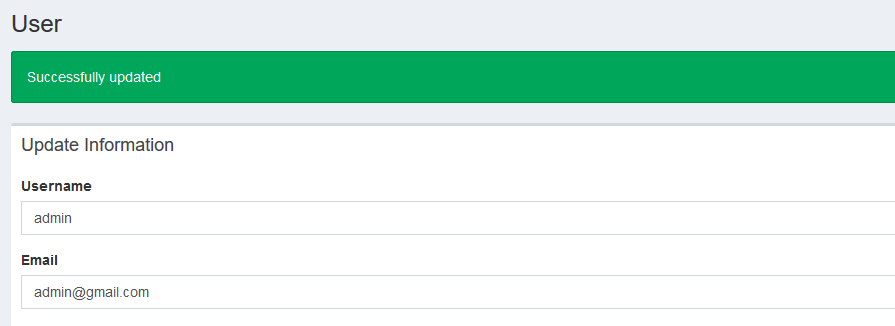 User
Successfully updated
Update Information
Username
admin
Email
admin@gmail.com